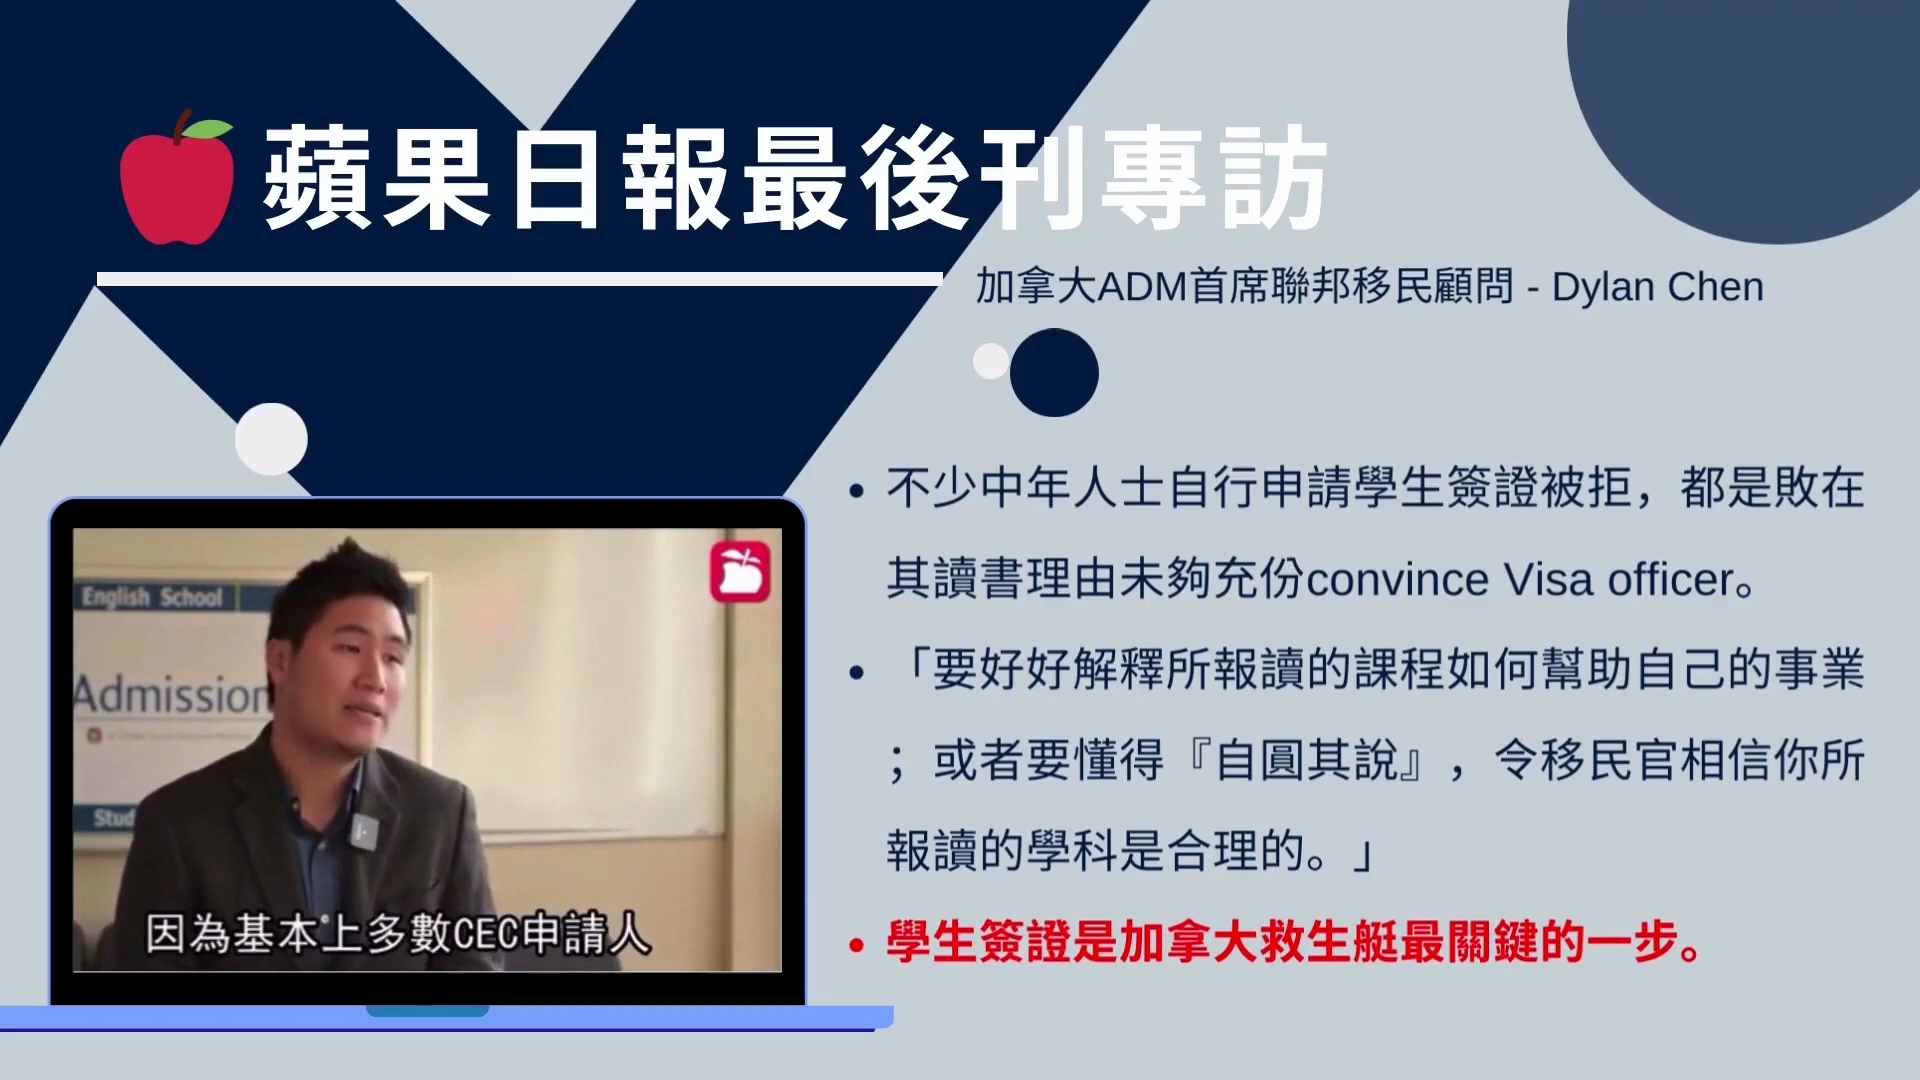 蘋果日報最後刊專訪
加拿大ADM首席聯邦移民顧問 - Dylan Chen
• 不少中年人士自行申請學生簽證被拒，都是敗在
其讀書理由未夠充份convince Visa officer。
• 「要好好解釋所報讀的課程如何幫助自己的事業
；或者要懂得『自圓其說』，令移民官相信你所
報讀的學科是合理的。」
• 學生簽證是加拿大救生艇最關鍵的一步。
English School
Admission
Stud
因為基本上多數CEC申請人